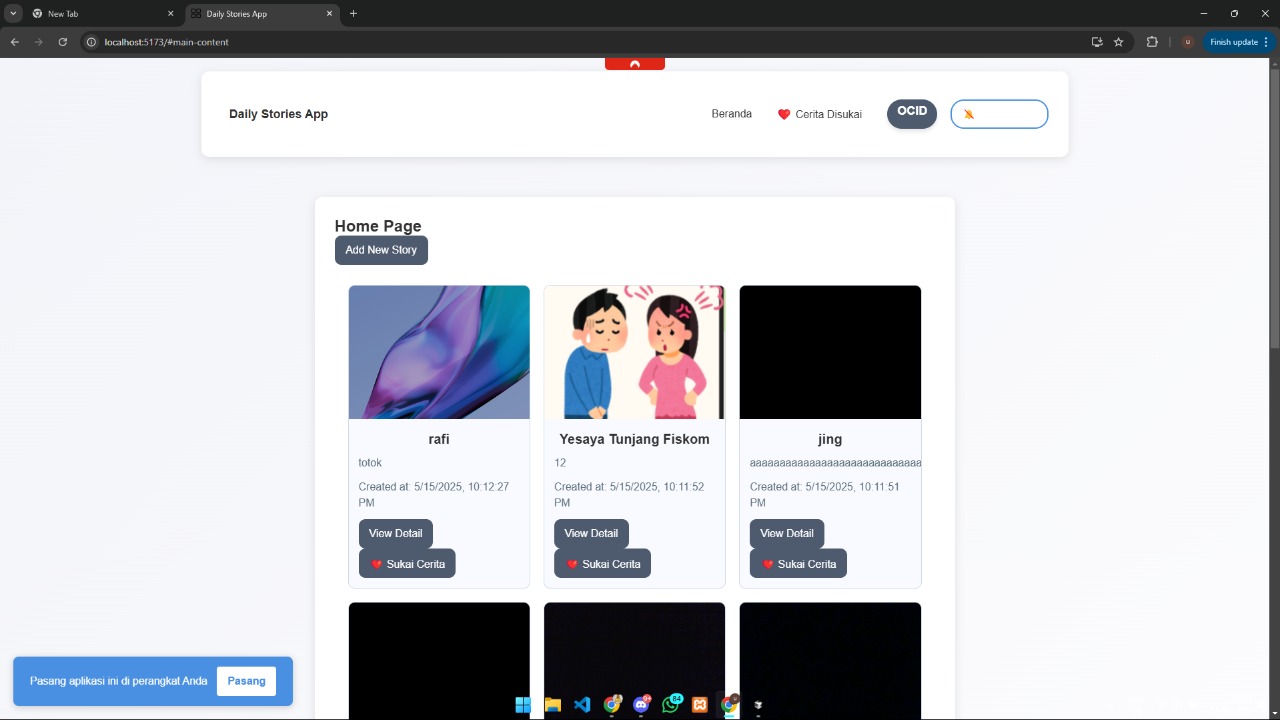 New Tab
Daily Stories App
localhost:5173/#main-content
Finish update
Daily Stories App
Beranda
❤️ Cerita Disukai
OCID
Home Page
Add New Story
rafi
totok
Created at: 5/15/2025, 10:12:27
PM
View Detail
❤️ Sukai Cerita
Yesaya Tunjang Fiskom
12
Created at: 5/15/2025, 10:11:52
PM
View Detail
❤️ Sukai Cerita
jing
aaaaaaaaaaaaaaaaaaaaaaaaaaaaa
Created at: 5/15/2025, 10:11:51
PM
View Detail
❤️ Sukai Cerita
Pasang aplikasi ini di perangkat Anda
Pasang
84